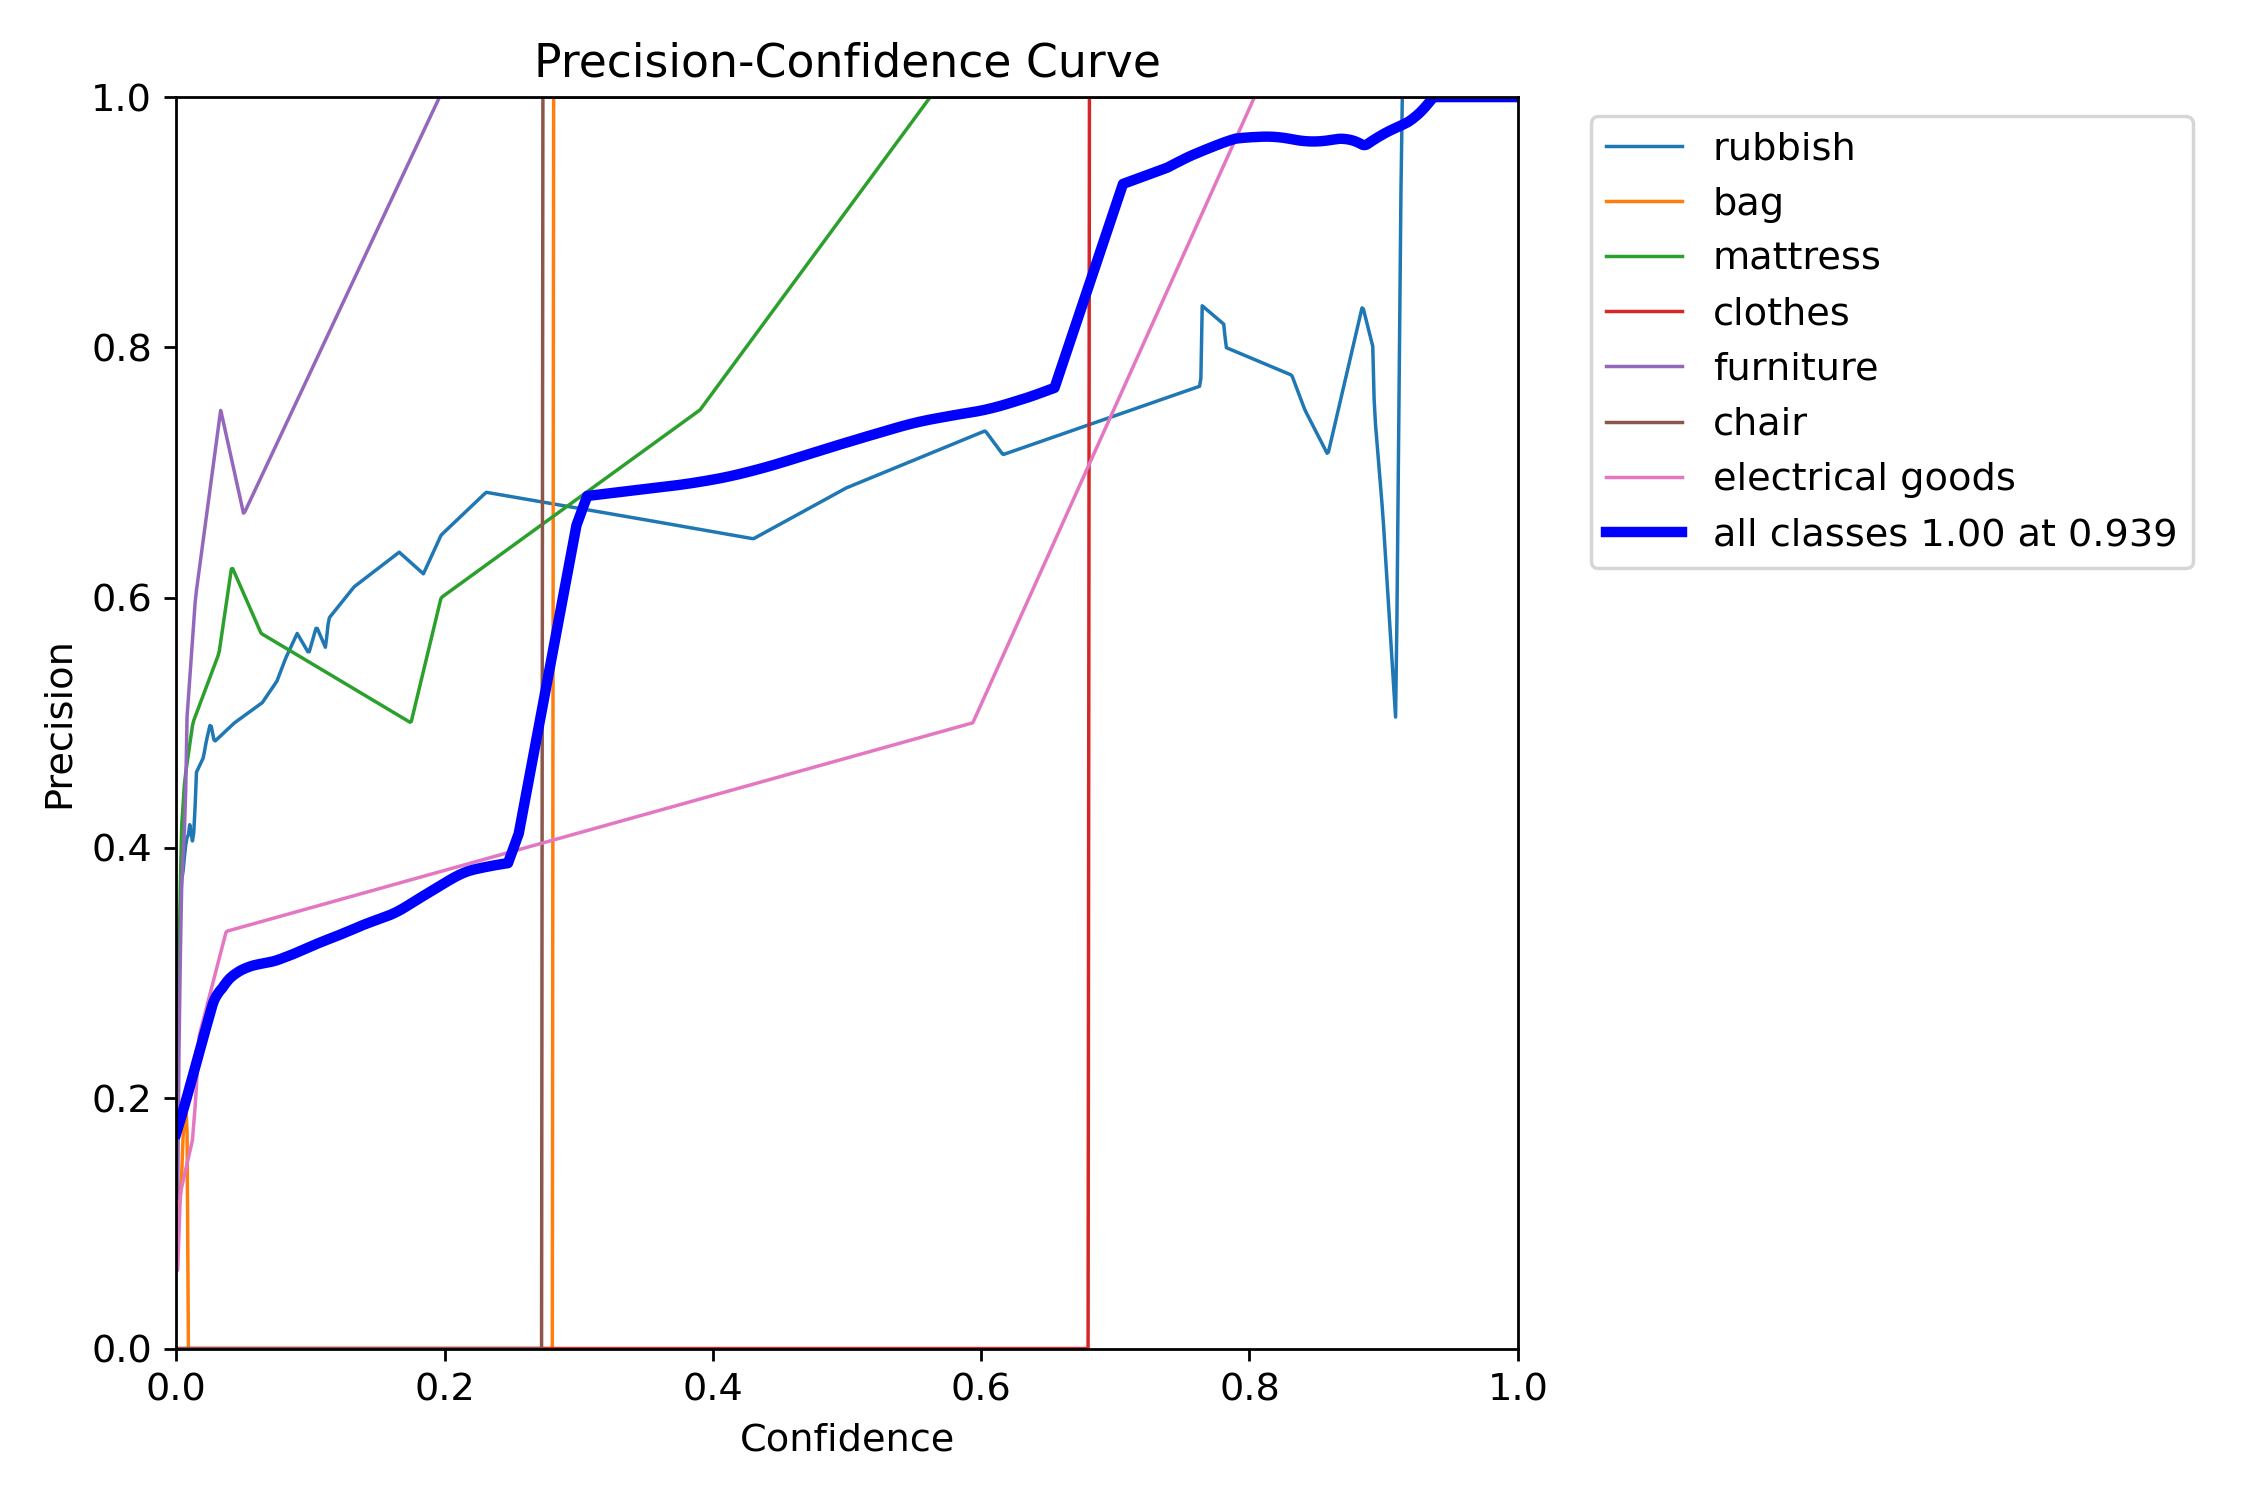 Precision-Confidence Curve
1.0
0.8
0.6
0.4
0.2
0.0
Precision
0.0 0.2 0.4 0.6 0.8 1.0
Confidence
rubbish
bag
mattress
clothes
furniture
chair
electrical goods
all classes 1.00 at 0.939